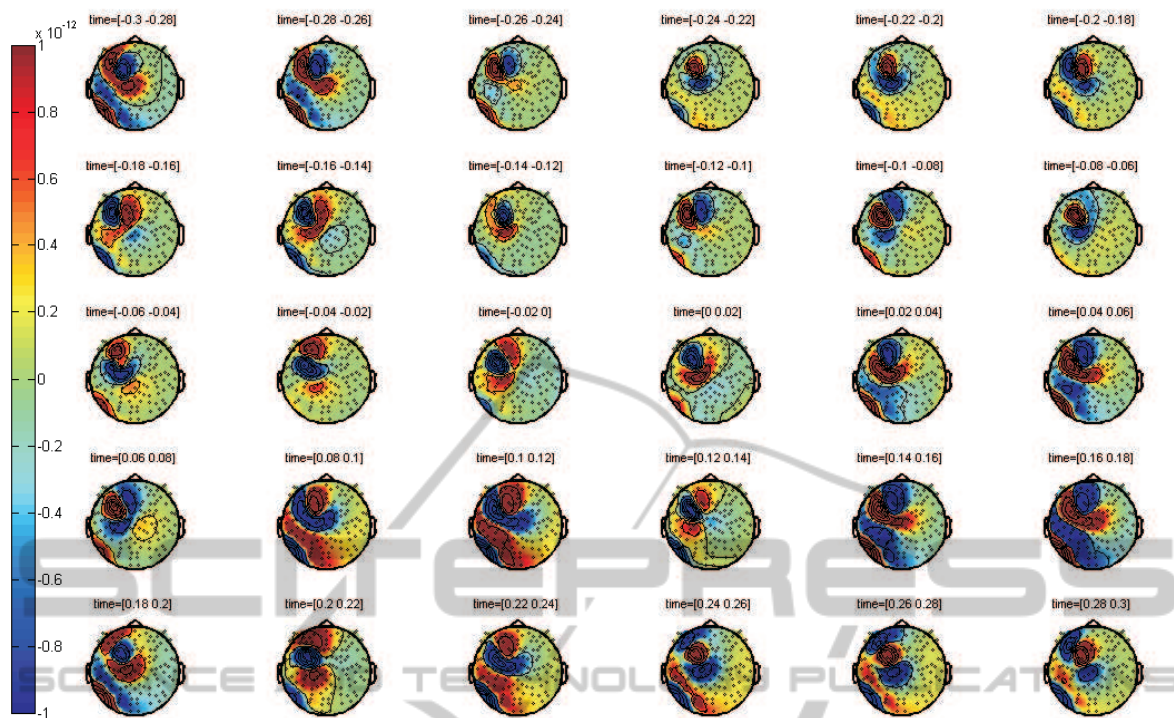 x 10-12
time=[-0.3 -0.28]
time=[-0.28 -0.26]
time=[-0.26 -0.24]
time=[-0.24 -0.22]
time=[-0.22 -0.2]
time=[-0.2 -0.18]
1
0.8
0.6
0.4
0.2
0
-0.2
-0.4
-0.6
-0.8
-1
time=[-0.18 -0.16]
time=[-0.16 -0.14]
time=[-0.14 -0.12]
time=[-0.12 -0.1]
time=[-0.1 -0.08]
time=[-0.08 -0.06]
time=[-0.06 -0.04]
time=[-0.04 -0.02]
time=[-0.02 0]
time=[0 0.02]
time=[0.02 0.04]
time=[0.04 0.06]
time=[0.06 0.08]
time=[0.08 0.1]
time=[0.1 0.12]
time=[0.12 0.14]
time=[0.14 0.16]
time=[0.16 0.18]
time=[0.18 0.2]
time=[0.2 0.22]
time=[0.22 0.24]
time=[0.24 0.26]
time=[0.26 0.28]
time=[0.28 0.3]
SCITEPRESS
SCIENCE AND TECHNOLOGY PUBLICATIONS